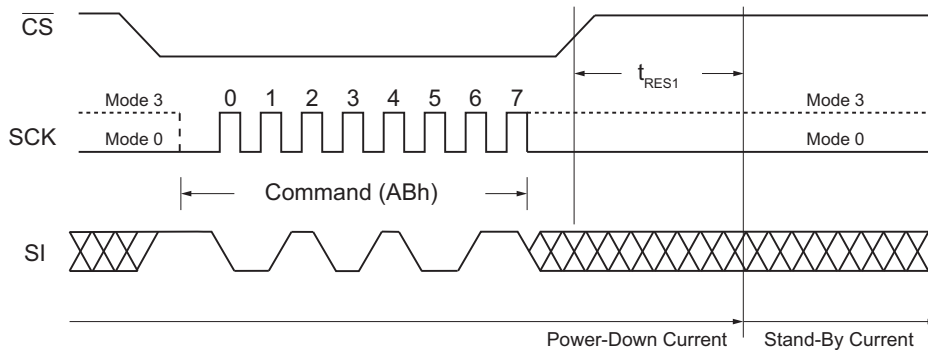 CS
t_RES1
0 1 2 3 4 5 6 7
Mode 3 Mode 3
SCK
Mode 0 Mode 0
Command (ABh)
SI
Power-Down Current Stand-By Current